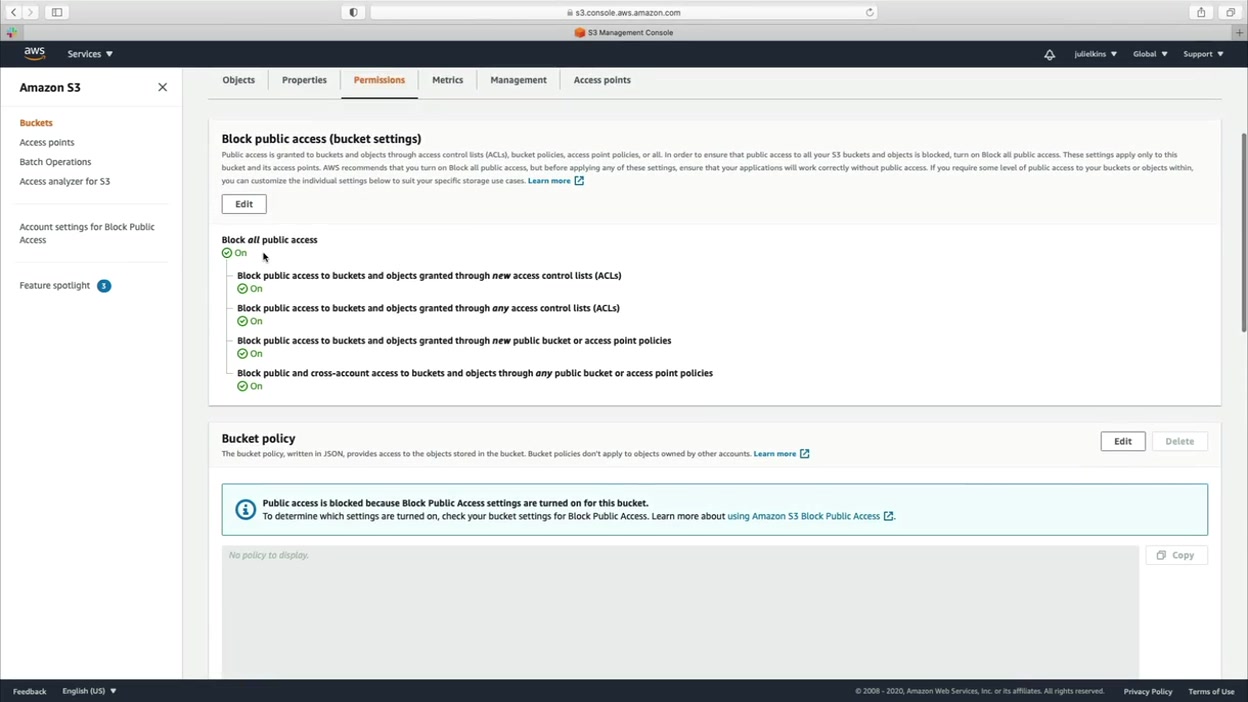 s3.console.aws.amazon.com
S3 Management Console
aws
Services
julielkins
Global
Support
Amazon S3
Buckets
Access points
Batch Operations
Access analyzer for S3
Account settings for Block Public
Access
Feature spotlight 3
Objects
Properties
Permissions
Metrics
Management
Access points
Block public access (bucket settings)
Public access is granted to buckets and objects through access control lists (ACLs), bucket policies, access point policies, or all. In order to ensure that public access to all your S3 buckets and objects is blocked, turn on Block all public access. These settings apply only to this
bucket and its access points. AWS recommends that you turn on Block all public access, but before applying any of these settings, ensure that your applications will work correctly without public access. If you require some level of public access to your buckets or objects within,
you can customize the individual settings below to suit your specific storage use cases. Learn more
Edit
Block all public access
On
Block public access to buckets and objects granted through new access control lists (ACLs)
On
Block public access to buckets and objects granted through any access control lists (ACLs)
On
Block public access to buckets and objects granted through new public bucket or access point policies
On
Block public and cross-account access to buckets and objects through any public bucket or access point policies
On
Bucket policy
The bucket policy, written in JSON, provides access to the objects stored in the bucket. Bucket policies don't apply to objects owned by other accounts. Learn more
Edit
Delete
Public access is blocked because Block Public Access settings are turned on for this bucket.
To determine which settings are turned on, check your bucket settings for Block Public Access. Learn more about using Amazon S3 Block Public Access.
No policy to display.
Copy
Feedback
English (US)
© 2008 - 2020, Amazon Web Services, Inc. or its affiliates. All rights reserved.
Privacy Policy
Terms of Use